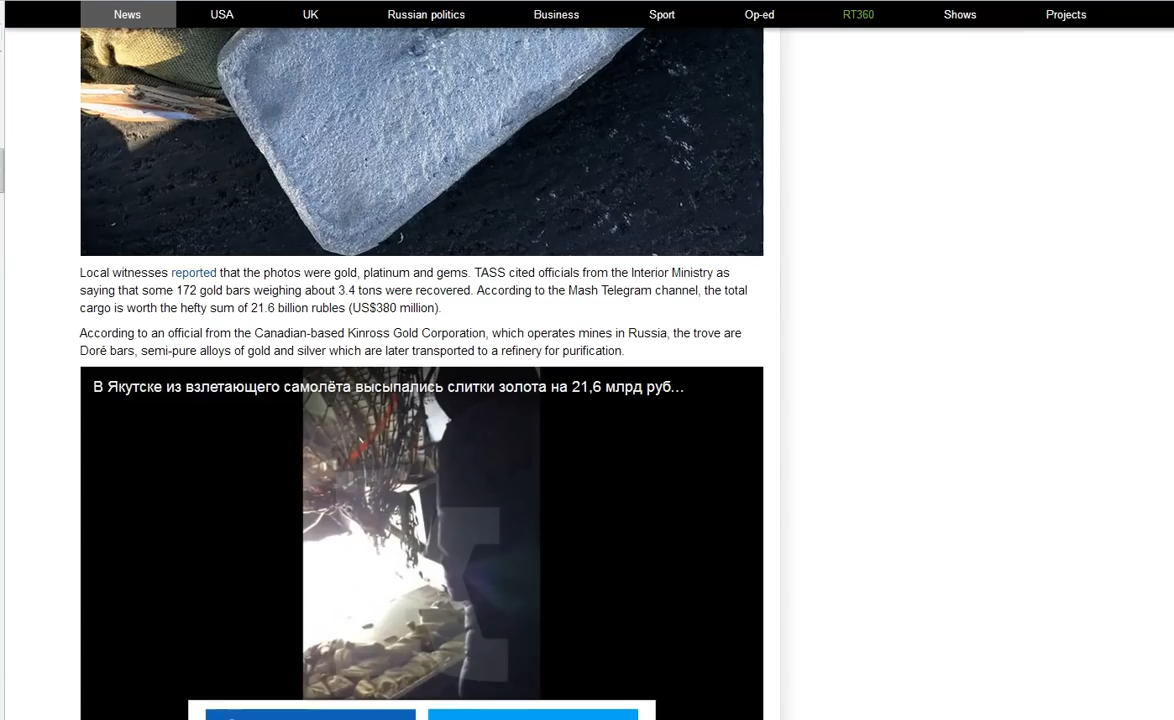 News USA UK Russian politics Business Sport Op-ed RT360 Shows Projects
Local witnesses reported that the photos were gold, platinum and gems. TASS cited officials from the Interior Ministry as
saying that some 172 gold bars weighing about 3.4 tons were recovered. According to the Mash Telegram channel, the total
cargo is worth the hefty sum of 21.6 billion rubles (US$380 million).
According to an official from the Canadian-based Kinross Gold Corporation, which operates mines in Russia, the trove are
Doré bars, semi-pure alloys of gold and silver which are later transported to a refinery for purification.
В Якутске из взлетающего самолёта высыпались слитки золота на 21,6 млрд руб...